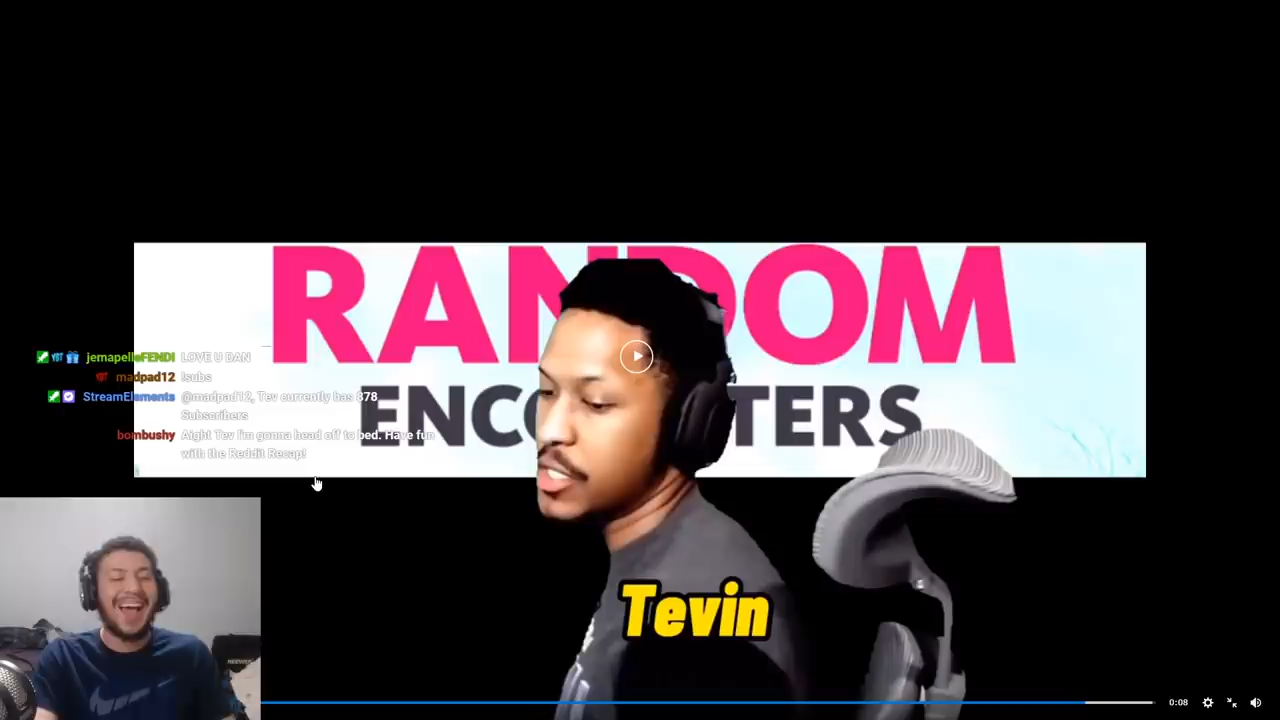 RANDOM
ENCO TERS
jemapelleFENDI LOVE U DAN
madpad12 !subs
StreamElements @madpad12, Tev currently has 878
Subscribers
bombushy Aight Tev I'm gonna head off to bed. Have fun
with the Reddit Recap!
Tevin
0:08